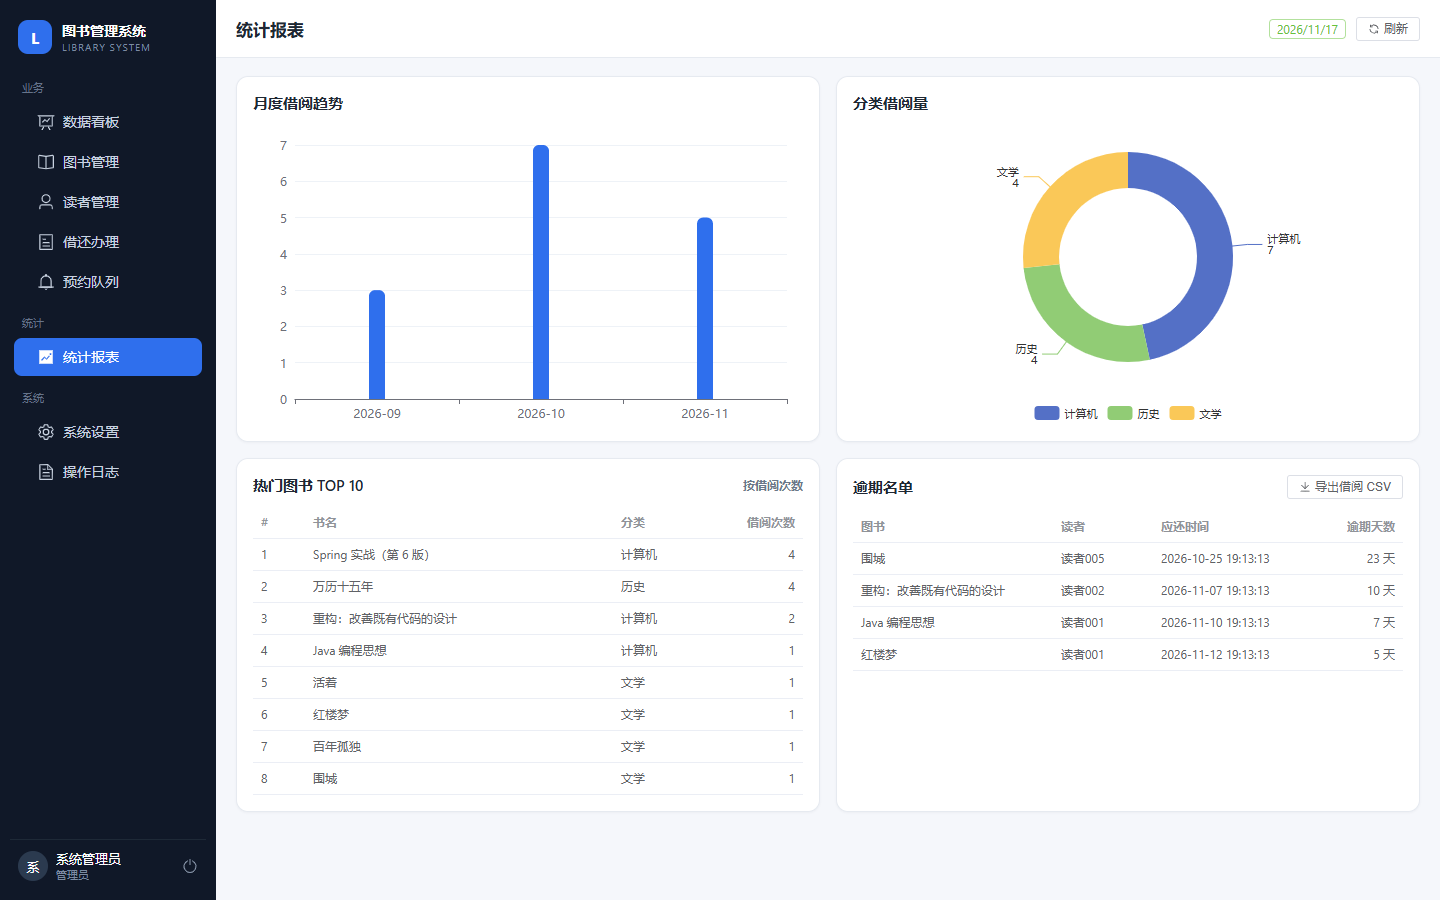 L
图书管理系统
LIBRARY SYSTEM
业务
数据看板
图书管理
读者管理
借还办理
预约队列
统计
统计报表
系统
系统设置
操作日志
系
系统管理员
管理员
统计报表
2026/11/17
刷新
月度借阅趋势
7
6
5
4
3
2
1
0
2026-09
2026-10
2026-11
分类借阅量
文学
4
计算机
7
历史
4
计算机 历史 文学
热门图书 TOP 10
按借阅次数
# 书名 分类 借阅次数
1 Spring 实战（第 6 版） 计算机 4
2 万历十五年 历史 4
3 重构：改善既有代码的设计 计算机 2
4 Java 编程思想 计算机 1
5 活着 文学 1
6 红楼梦 文学 1
7 百年孤独 文学 1
8 围城 文学 1
逾期名单
导出借阅 CSV
图书 读者 应还时间 逾期天数
围城 读者005 2026-10-25 19:13:13 23 天
重构：改善既有代码的设计 读者002 2026-11-07 19:13:13 10 天
Java 编程思想 读者001 2026-11-10 19:13:13 7 天
红楼梦 读者001 2026-11-12 19:13:13 5 天